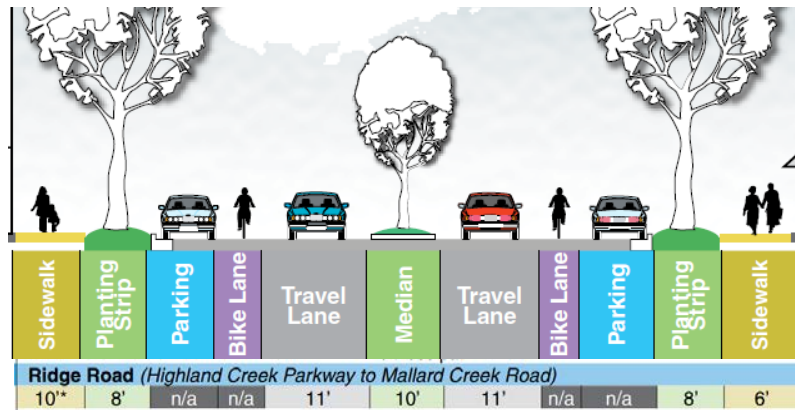 Sidewalk
Planting
Strip
Parking
Bike Lane
Travel
Lane
Median
Travel
Lane
Bike Lane
Parking
Planting
Strip
Sidewalk
Ridge Road (Highland Creek Parkway to Mallard Creek Road)
10'* 8' n/a n/a 11' 10' 11' n/a n/a 8' 6'